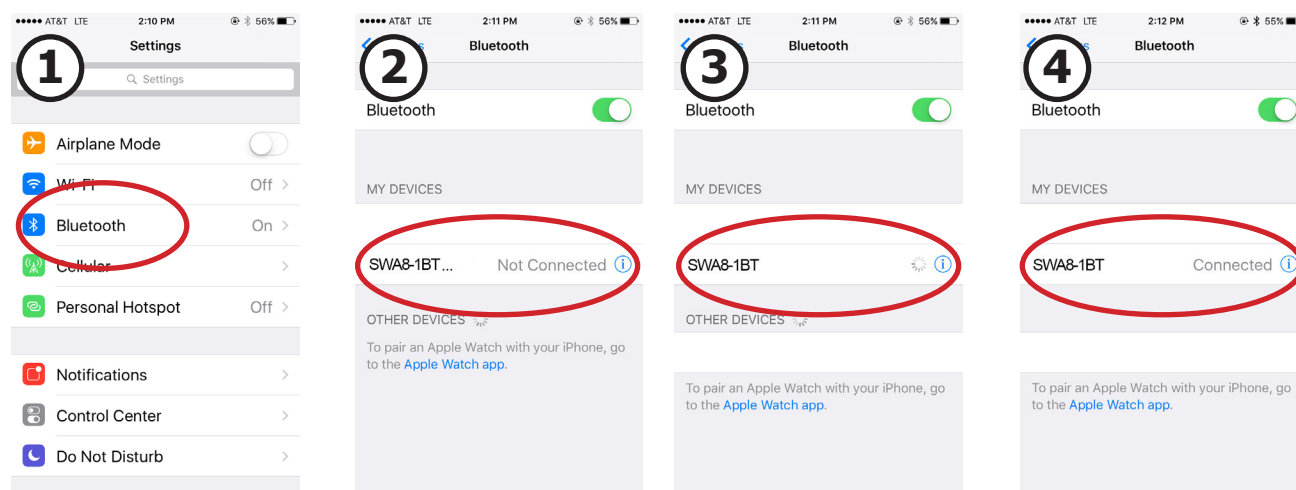 AT&T LTE 2:10 PM 56%
1
Settings
Settings
Airplane Mode
Wi-Fi Off
Bluetooth On
Cellular
Personal Hotspot Off
Notifications
Control Center
Do Not Disturb
AT&T LTE 2:11 PM 56%
2
Bluetooth
Bluetooth
MY DEVICES
SWA8-1BT... Not Connected
OTHER DEVICES
To pair an Apple Watch with your iPhone, go
to the Apple Watch app.
AT&T LTE 2:11 PM 56%
3
Bluetooth
Bluetooth
MY DEVICES
SWA8-1BT
OTHER DEVICES
To pair an Apple Watch with your iPhone, go
to the Apple Watch app.
AT&T LTE 2:12 PM 55%
4
Bluetooth
Bluetooth
MY DEVICES
SWA8-1BT Connected
To pair an Apple Watch with your iPhone, go
to the Apple Watch app.